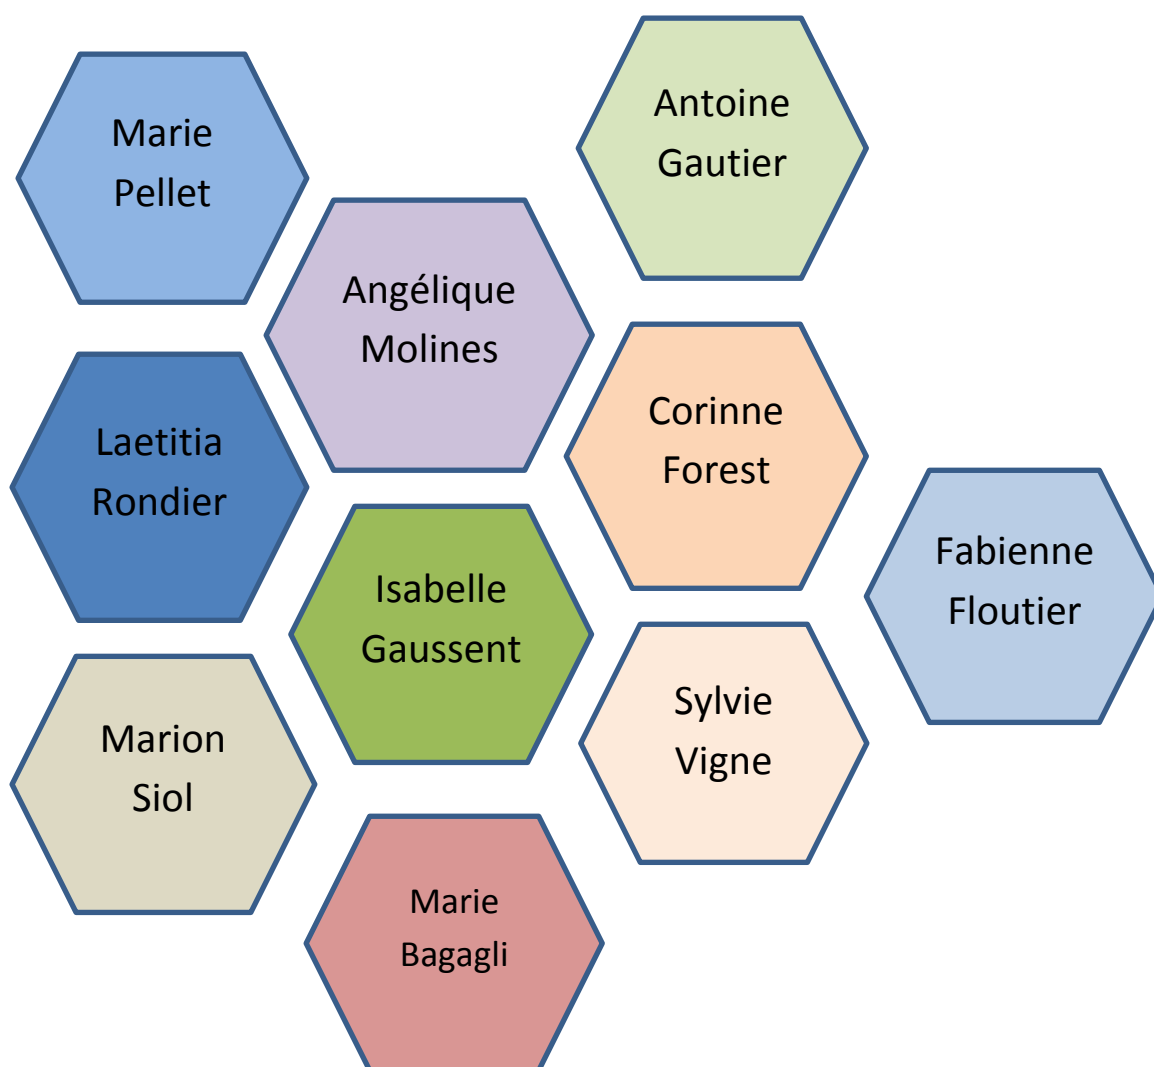 Marie
Pellet
Antoine
Gautier
Angélique
Molines
Laetitia
Rondier
Corinne
Forest
Fabienne
Floutier
Isabelle
Gaussent
Marion
Siol
Sylvie
Vigne
Marie
Bagagli